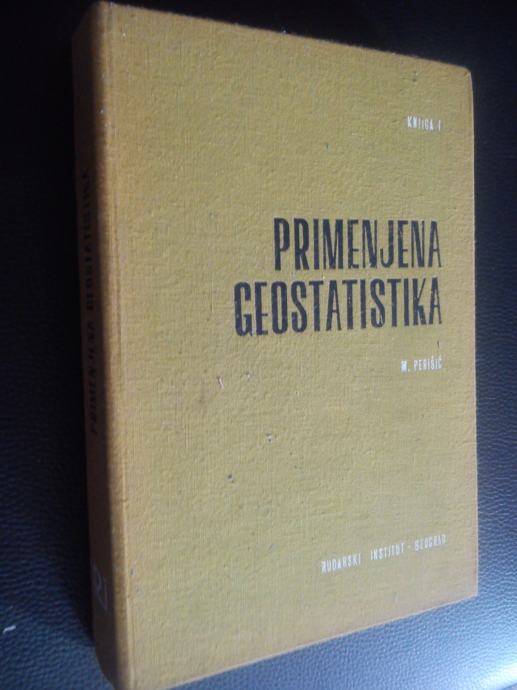 KNJIGA I
PRIMENJENA
GEOSTATISTIKA
M. PERIŠIĆ
RUDARSKI INSTITUT - BEOGRAD
PRIMENJENA GEOSTATISTIKA